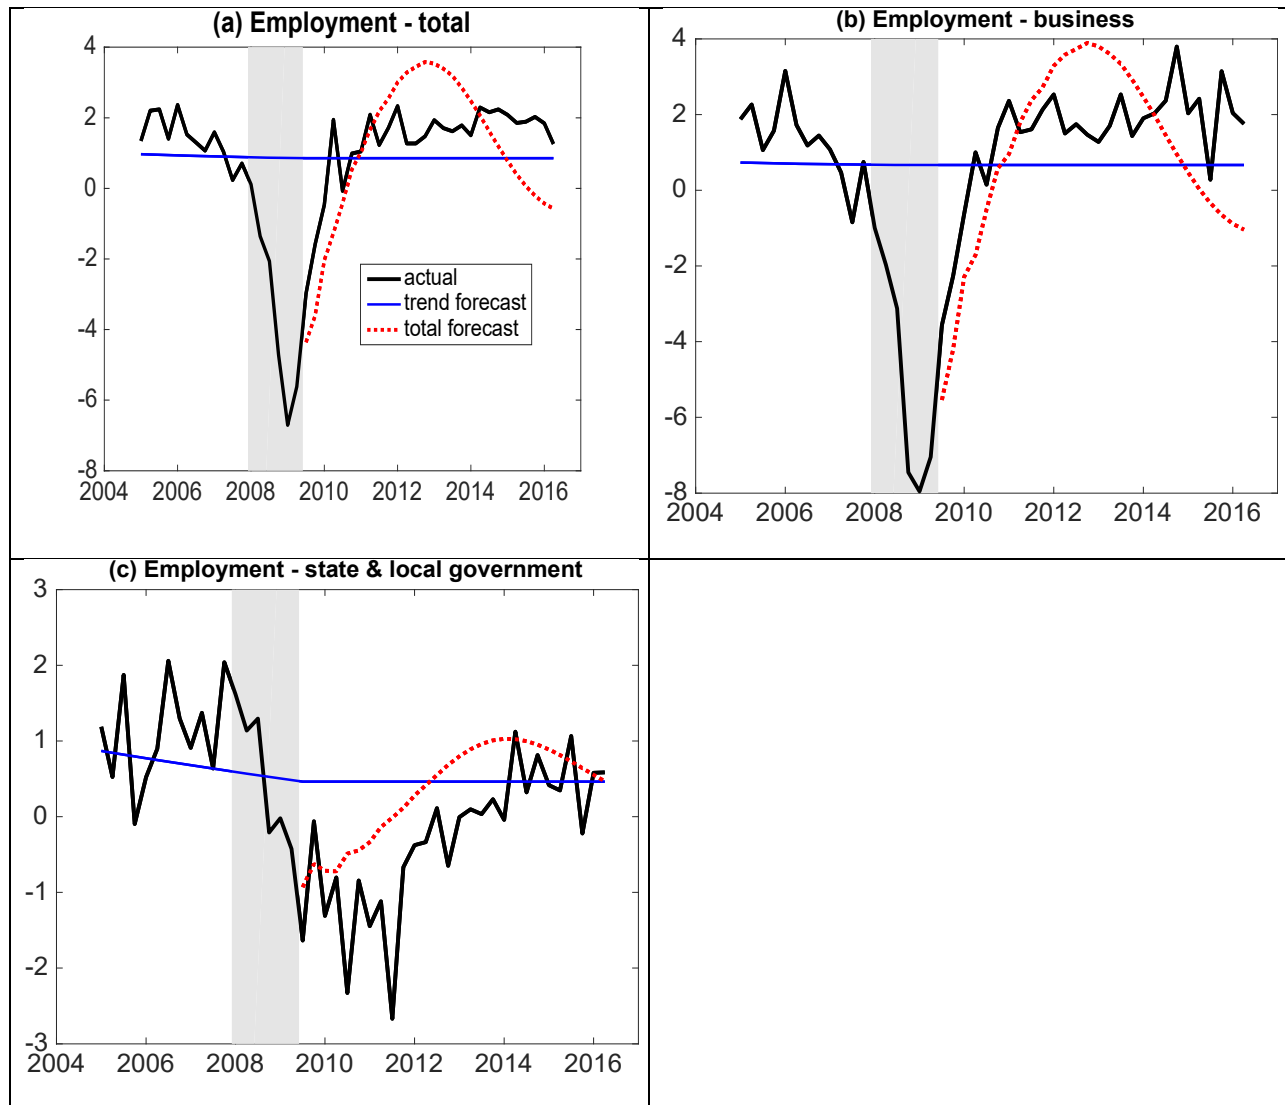 (a) Employment - total
4
2
0
-2
-4
-6
-8
2004 2006 2008 2010 2012 2014 2016
actual
trend forecast
total forecast
(b) Employment - business
4
2
0
-2
-4
-6
-8
2004 2006 2008 2010 2012 2014 2016
(c) Employment - state & local government
3
2
1
0
-1
-2
-3
2004 2006 2008 2010 2012 2014 2016